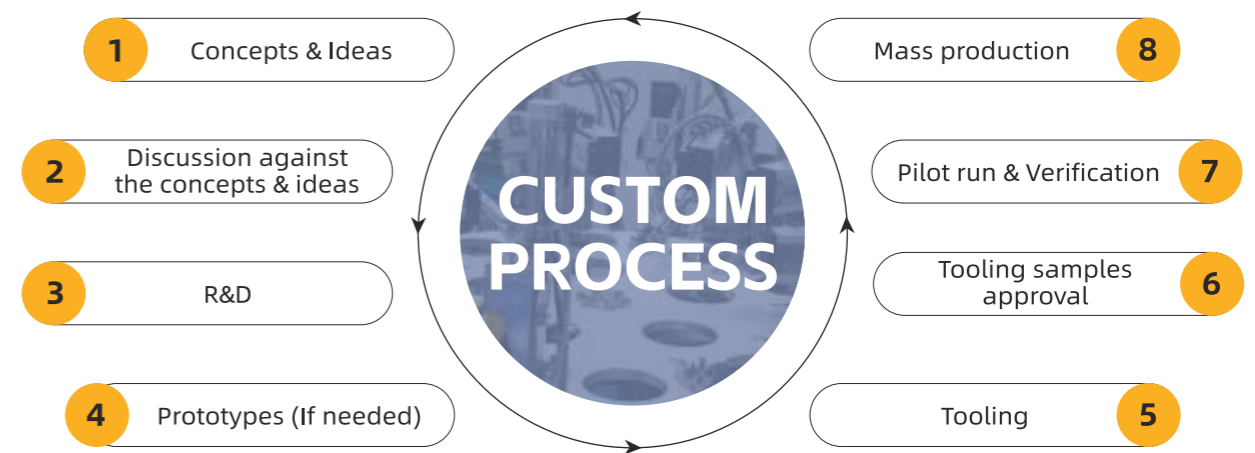 1 Concepts & Ideas
2 Discussion against
the concepts & ideas
3 R&D
4 Prototypes (If needed)
CUSTOM
PROCESS
Mass production 8
Pilot run & Verification 7
Tooling samples
approval 6
Tooling 5